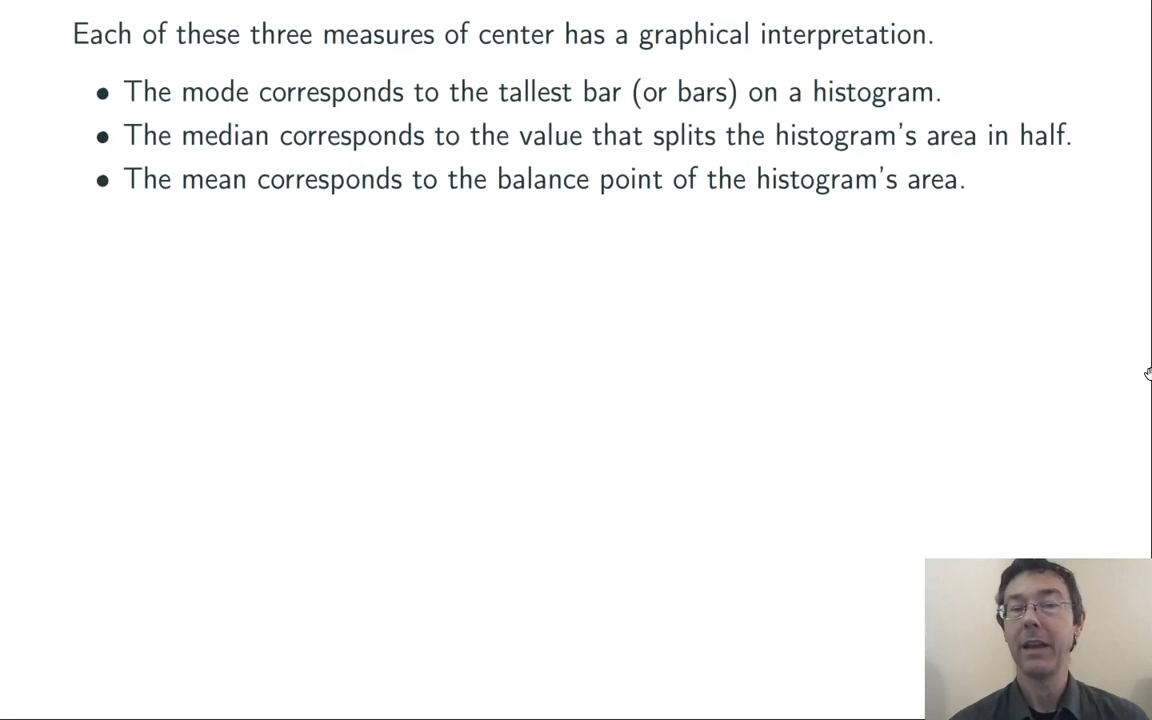 Each of these three measures of center has a graphical interpretation.
• The mode corresponds to the tallest bar (or bars) on a histogram.
• The median corresponds to the value that splits the histogram's area in half.
• The mean corresponds to the balance point of the histogram's area.